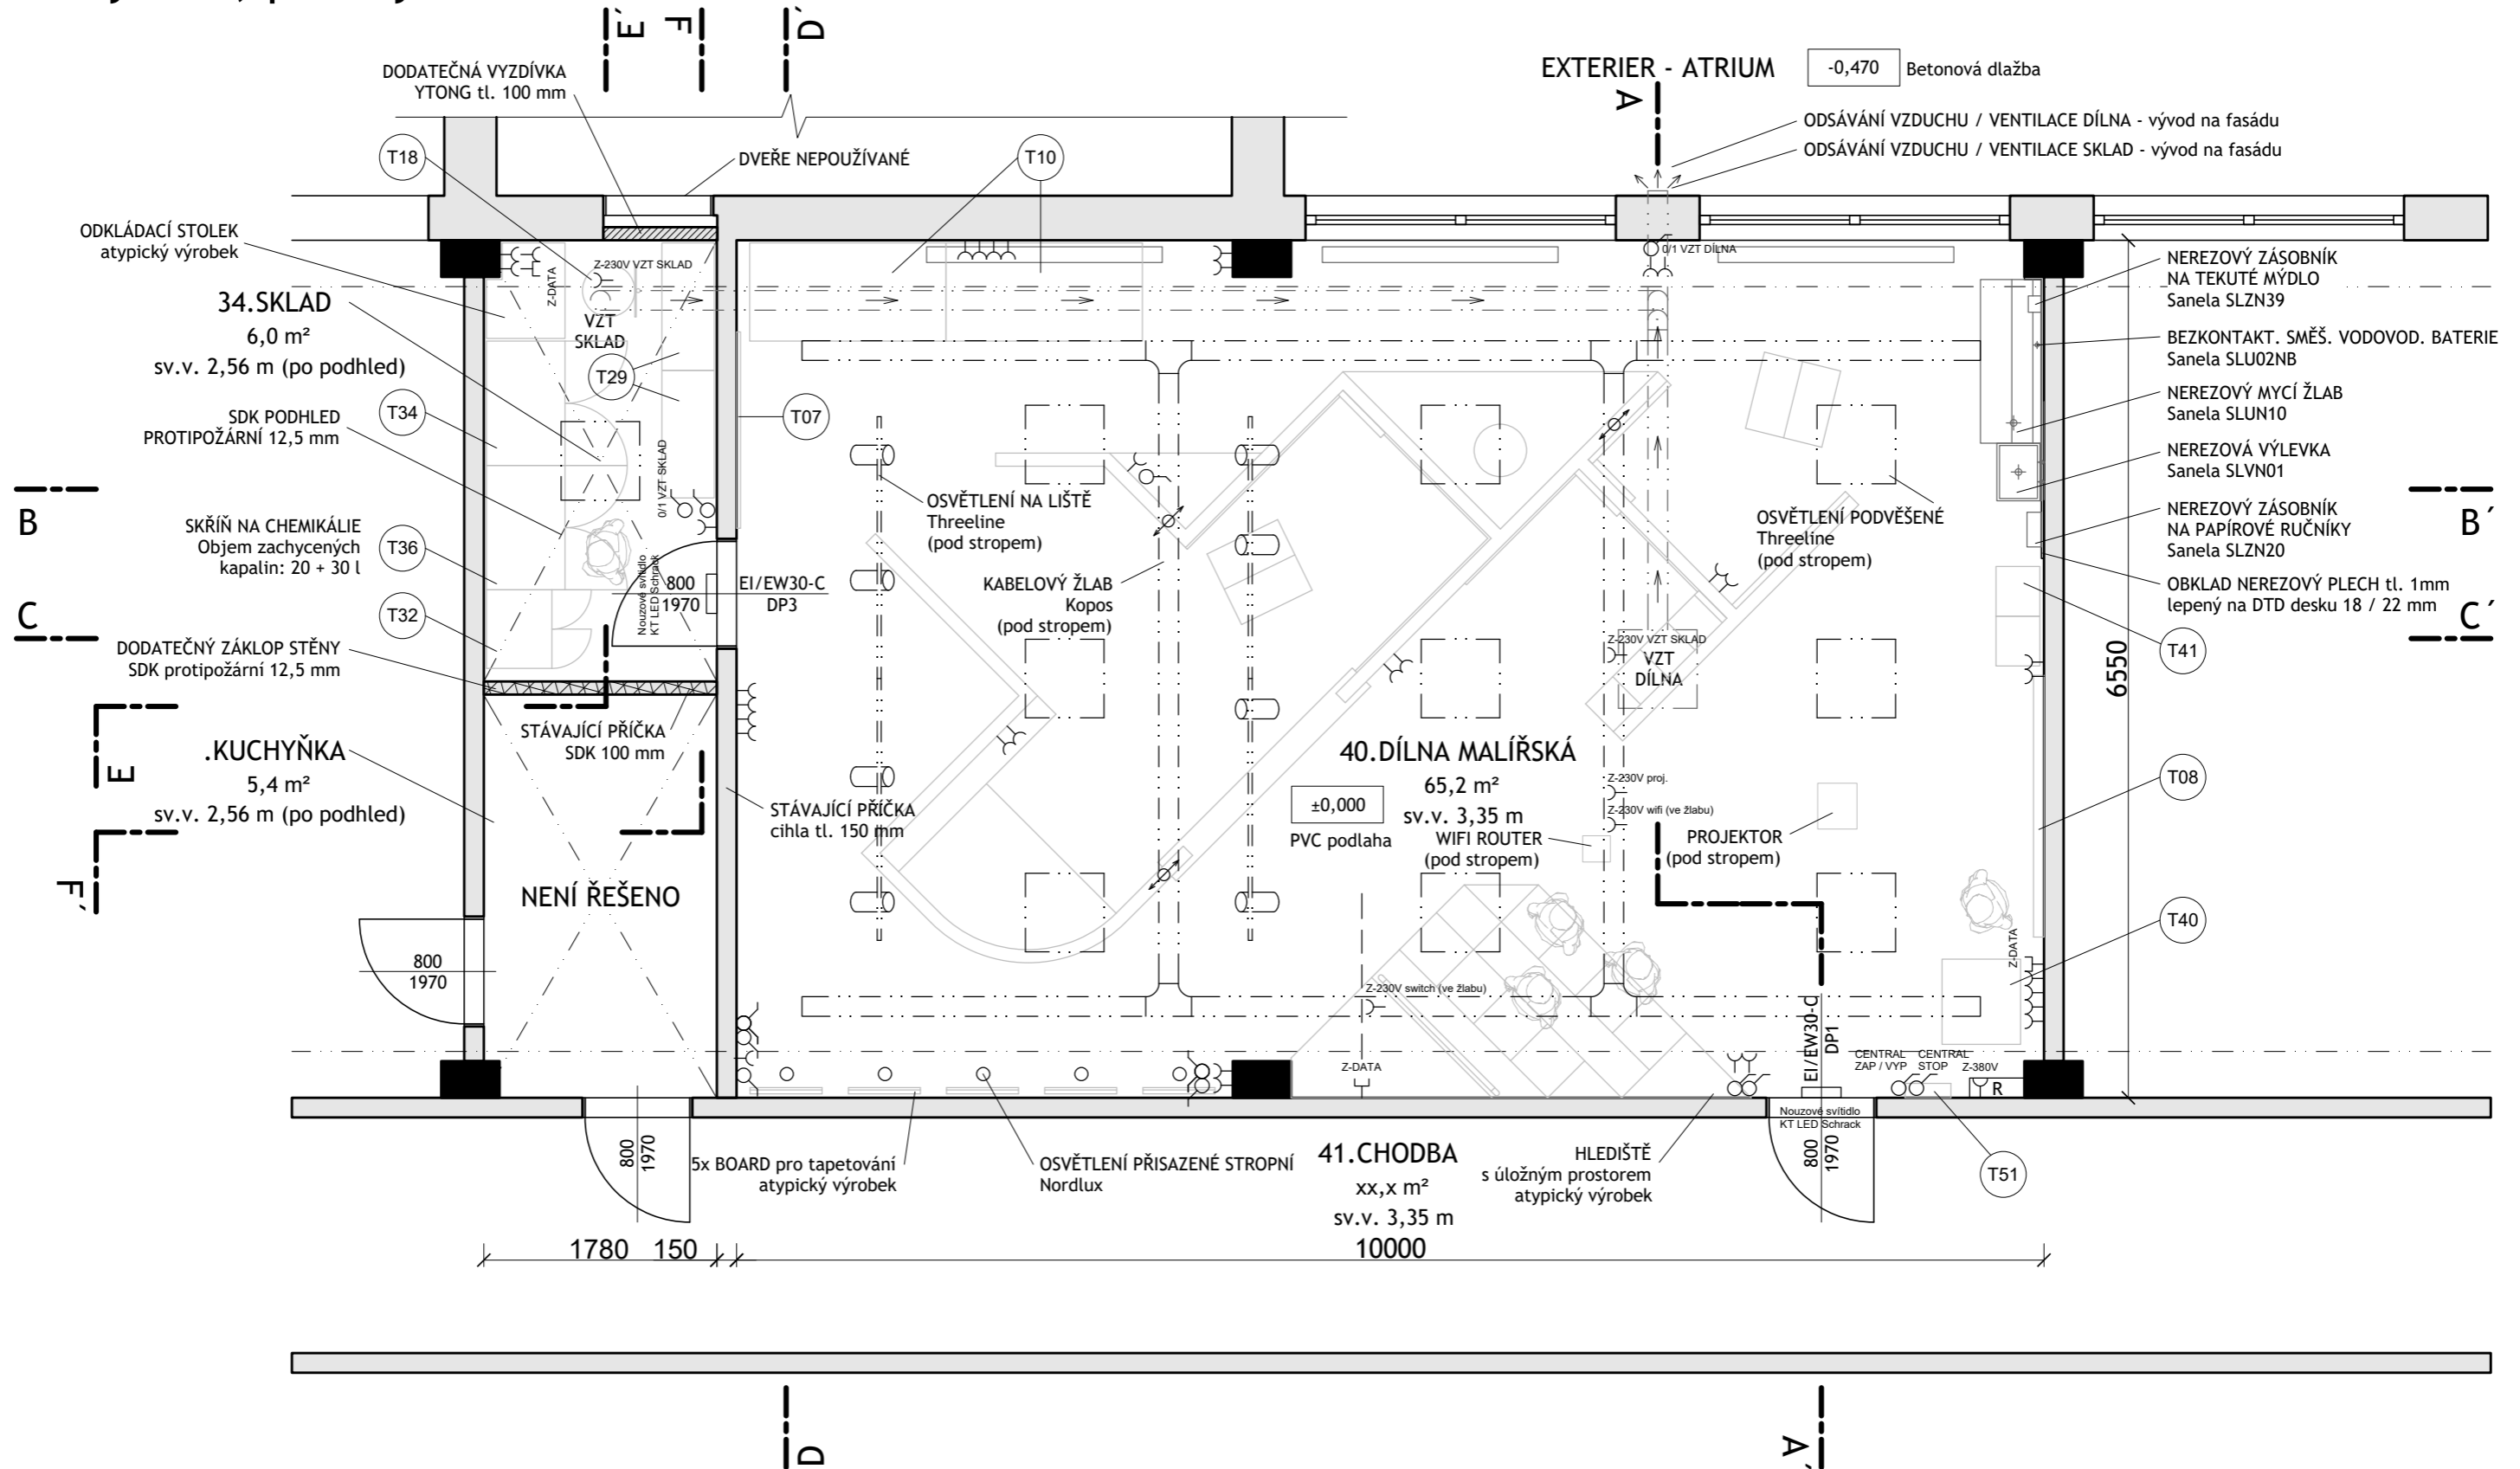 E´
F
D´
EXTERIER - ATRIUM
-0,470
Betonová dlažba
A
DODATEČNÁ VYZDÍVKA
YTONG tl. 100 mm
ODSÁVÁNÍ VZDUCHU / VENTILACE DÍLNA - vývod na fasádu
ODSÁVÁNÍ VZDUCHU / VENTILACE SKLAD - vývod na fasádu
T18
DVEŘE NEPOUŽÍVANÉ
T10
ODKLÁDACÍ STOLEK
atypický výrobek
Z-230V VZT SKLAD
Z-DATA
0/1 VZT DÍLNA
34.SKLAD
6,0 m²
sv.v. 2,56 m (po podhled)
VZT
SKLAD
T29
T34
T07
SDK PODHLED
PROTIPOŽÁRNÍ 12,5 mm
0/1 VZT SKLAD
NEREZOVÝ ZÁSOBNÍK
NA TEKUTÉ MÝDLO
Sanela SLZN39
BEZKONTAKT. SMĚŠ. VODOVOD. BATERIE
Sanela SLU02NB
NEREZOVÝ MYCÍ ŽLAB
Sanela SLUN10
NEREZOVÁ VÝLEVKA
Sanela SLVN01
NEREZOVÝ ZÁSOBNÍK
NA PAPÍROVÉ RUČNÍKY
Sanela SLZN20
OBKLAD NEREZOVÝ PLECH tl. 1mm
lepený na DTD desku 18 / 22 mm
B
B´
C
C´
SKŘÍŇ NA CHEMIKÁLIE
Objem zachycených
kapalin: 20 + 30 l
T36
T32
OSVĚTLENÍ NA LIŠTĚ
Threeline
(pod stropem)
OSVĚTLENÍ PODVĚŠENÉ
Threeline
(pod stropem)
KABELOVÝ ŽLAB
Kopos
(pod stropem)
Nouzové svítidlo
KT LED Schrack
800
1970
EI/EW30-C
DP3
DODATEČNÝ ZÁKLOP STĚNY
SDK protipožární 12,5 mm
Z-230V VZT SKLAD
VZT
DÍLNA
T41
6550
STÁVAJÍCÍ PŘÍČKA
SDK 100 mm
E
F´
.KUCHYŇKA
5,4 m²
sv.v. 2,56 m (po podhled)
STÁVAJÍCÍ PŘÍČKA
cihla tl. 150 mm
40.DÍLNA MALÍŘSKÁ
65,2 m²
sv.v. 3,35 m
±0,000
PVC podlaha
Z-230V proj.
Z-230V wifi (ve žlabu)
WIFI ROUTER
(pod stropem)
PROJEKTOR
(pod stropem)
T08
NENÍ ŘEŠENO
T40
Z-DATA
800
1970
Z-230V switch (ve žlabu)
Z-DATA
EI/EW30-C
DP1
CENTRAL
ZAP / VYP
CENTRAL
STOP
Z-380V
R
Nouzové svítidlo
KT LED Schrack
800
1970
800
1970
5x BOARD pro tapetování
atypický výrobek
OSVĚTLENÍ PŘISAZENÉ STROPNÍ
Nordlux
41.CHODBA
xx,x m²
sv.v. 3,35 m
HLEDIŠTĚ
s úložným prostorem
atypický výrobek
T51
1780
150
10000
D
A´